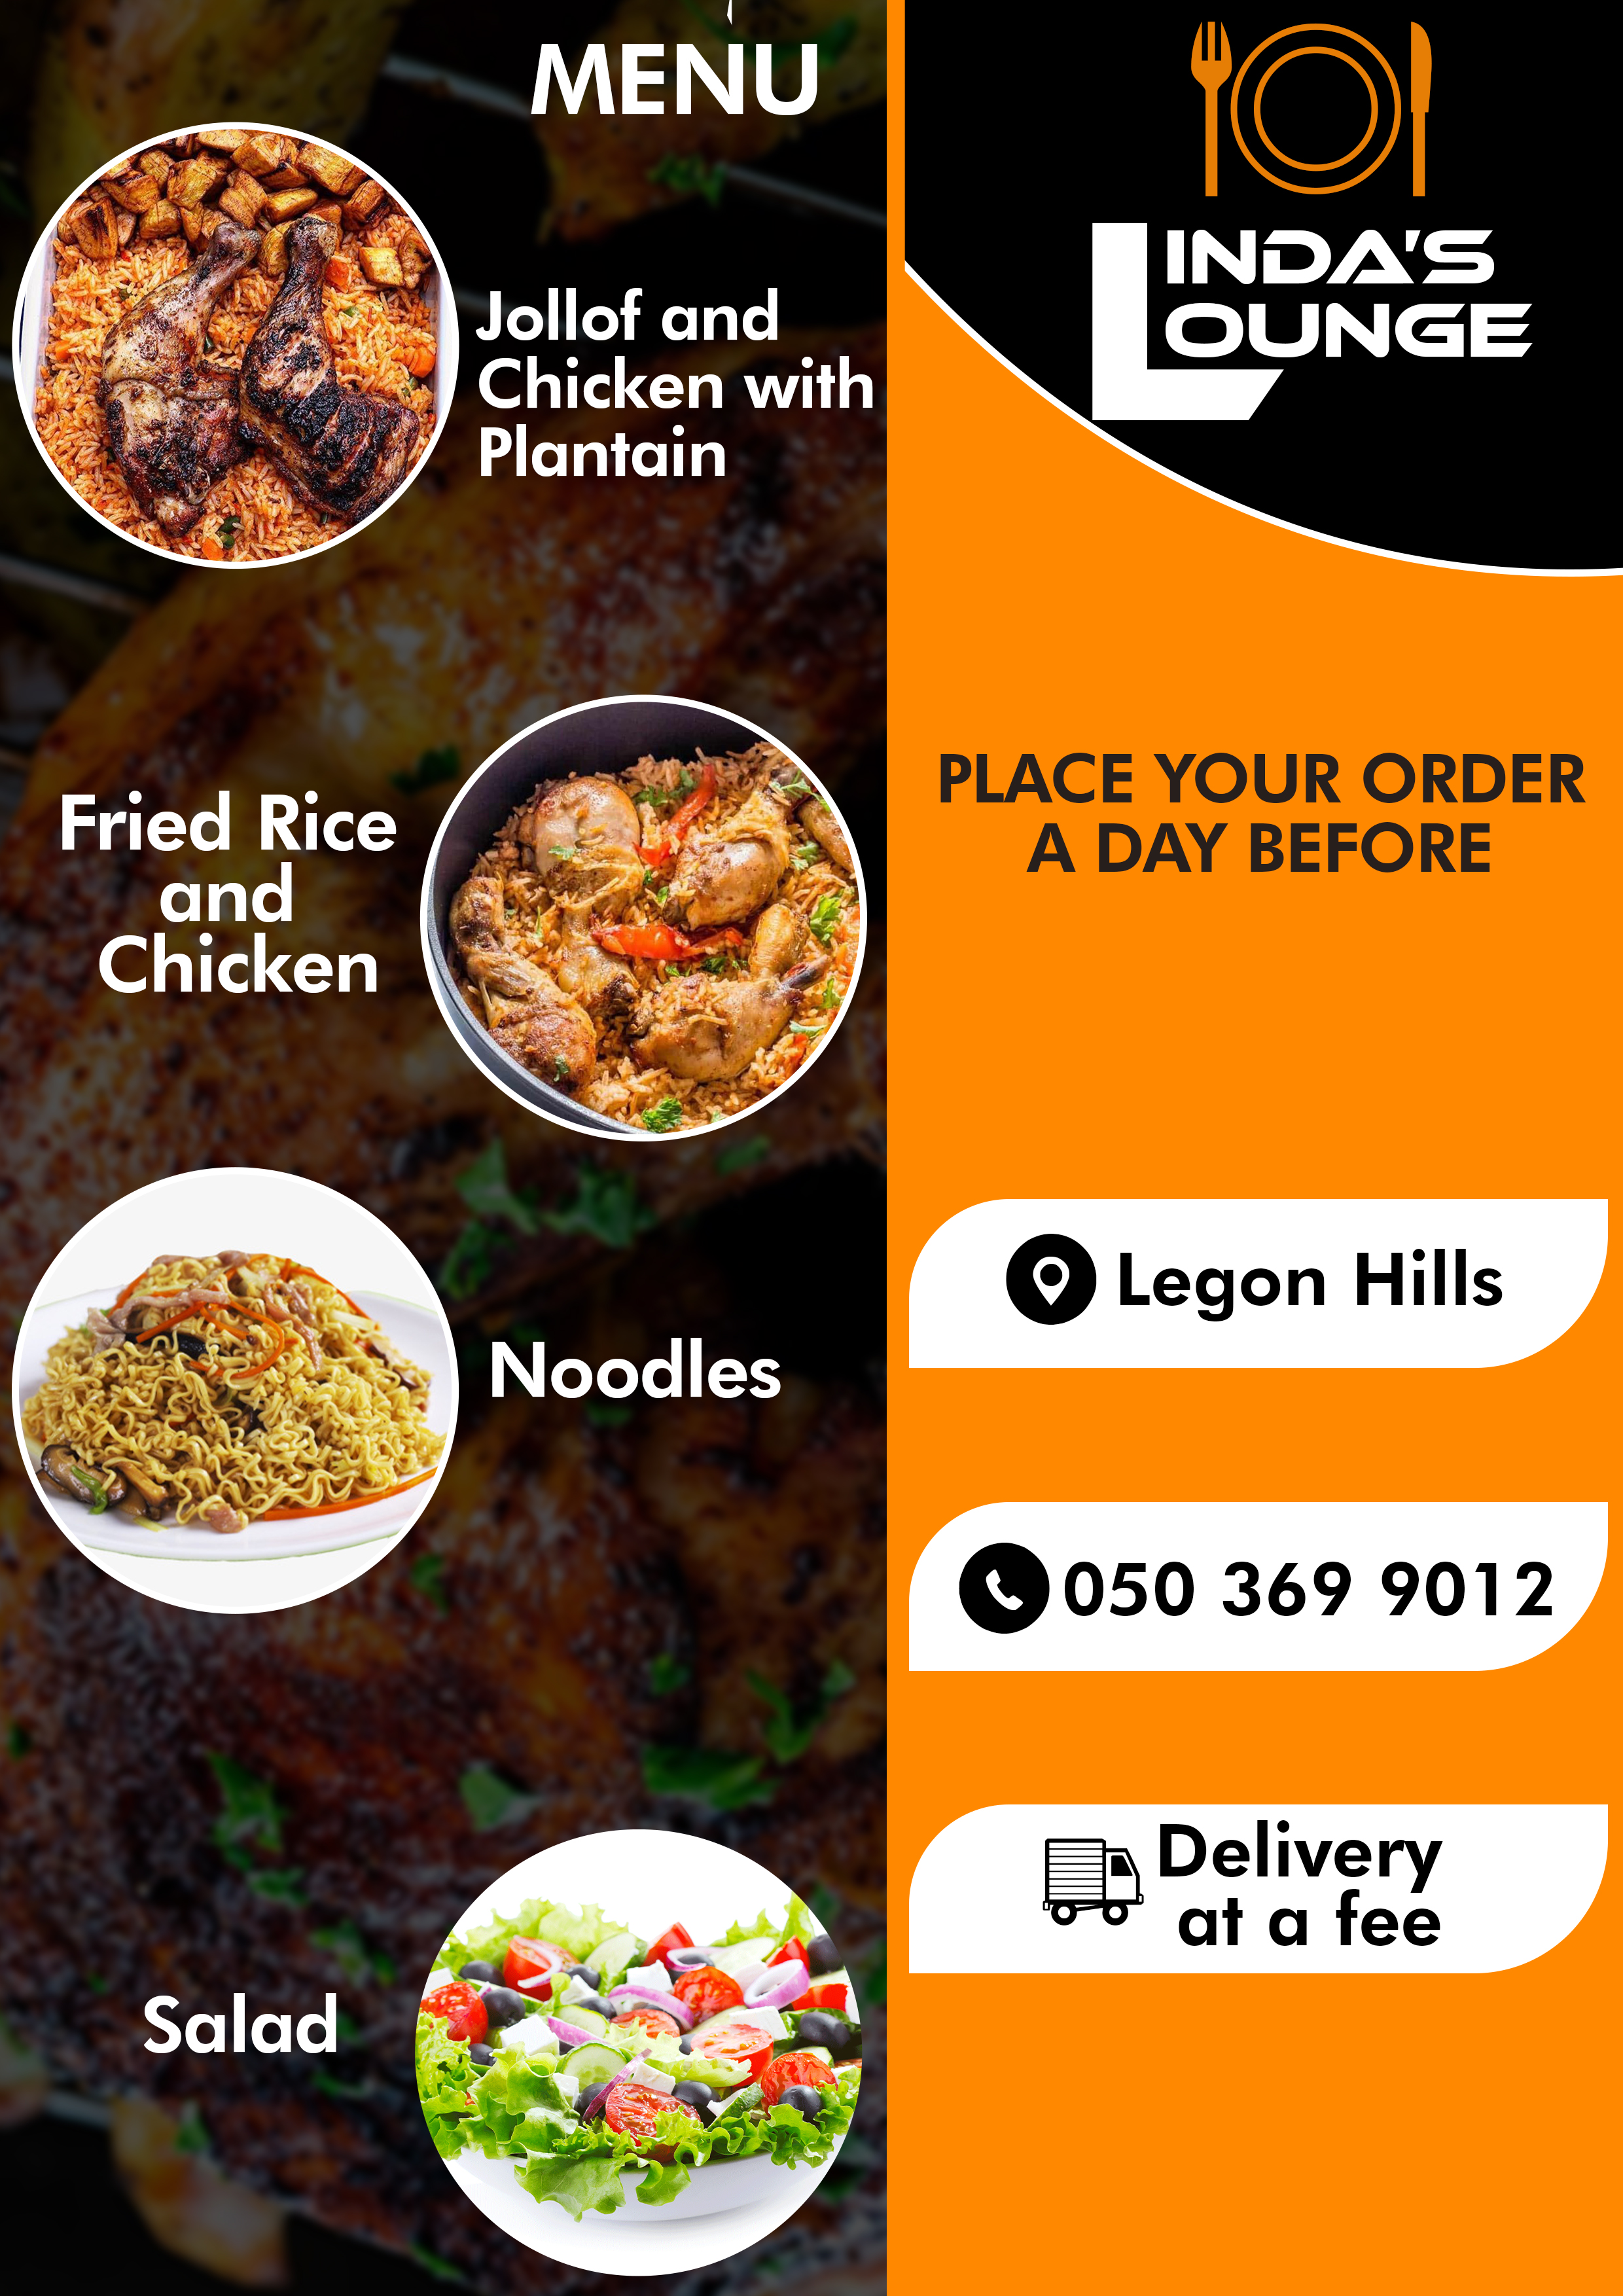 MENU
Jollof and
Chicken with
Plantain
Fried Rice
and
Chicken
Noodles
Salad
LINDA'S
LOUNGE
PLACE YOUR ORDER
A DAY BEFORE
Legon Hills
050 369 9012
Delivery
at a fee